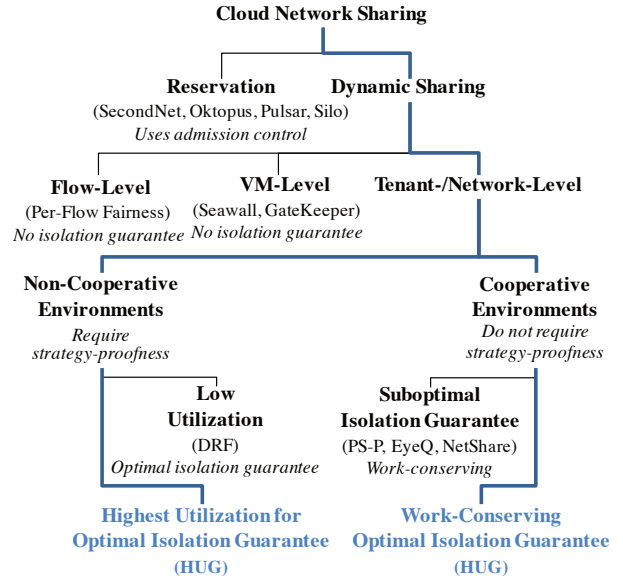 Cloud Network Sharing
Reservation
(SecondNet, Oktopus, Pulsar, Silo)
Uses admission control
Dynamic Sharing
Flow-Level
(Per-Flow Fairness)
No isolation guarantee
VM-Level
(Seawall, GateKeeper)
No isolation guarantee
Tenant-/Network-Level
Non-Cooperative
Environments
Require
strategy-proofness
Cooperative
Environments
Do not require
strategy-proofness
Low
Utilization
(DRF)
Optimal isolation guarantee
Suboptimal
Isolation Guarantee
(PS-P, EyeQ, NetShare)
Work-conserving
Highest Utilization for
Optimal Isolation Guarantee
(HUG)
Work-Conserving
Optimal Isolation Guarantee
(HUG)